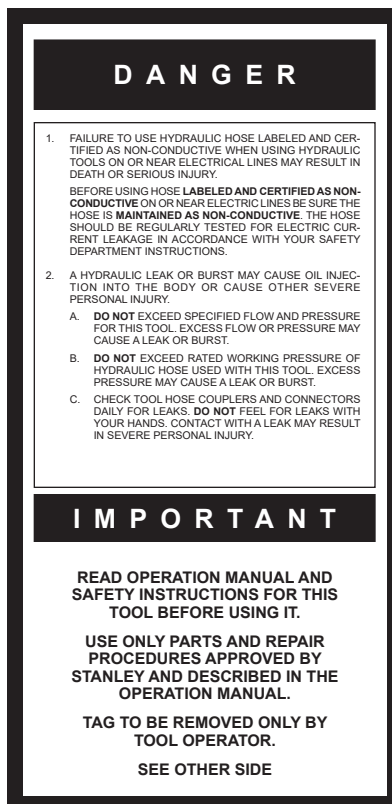 DANGER
1. FAILURE TO USE HYDRAULIC HOSE LABELED AND CER-
TIFIED AS NON-CONDUCTIVE WHEN USING HYDRAULIC
TOOLS ON OR NEAR ELECTRICAL LINES MAY RESULT IN
DEATH OR SERIOUS INJURY.
BEFORE USING HOSE LABELED AND CERTIFIED AS NON-
CONDUCTIVE ON OR NEAR ELECTRIC LINES BE SURE THE
HOSE IS MAINTAINED AS NON-CONDUCTIVE. THE HOSE
SHOULD BE REGULARLY TESTED FOR ELECTRIC CUR-
RENT LEAKAGE IN ACCORDANCE WITH YOUR SAFETY
DEPARTMENT INSTRUCTIONS.
2. A HYDRAULIC LEAK OR BURST MAY CAUSE OIL INJEC-
TION INTO THE BODY OR CAUSE OTHER SEVERE
PERSONAL INJURY.
A. DO NOT EXCEED SPECIFIED FLOW AND PRESSURE
FOR THIS TOOL. EXCESS FLOW OR PRESSURE MAY
CAUSE A LEAK OR BURST.
B. DO NOT EXCEED RATED WORKING PRESSURE OF
HYDRAULIC HOSE USED WITH THIS TOOL. EXCESS
PRESSURE MAY CAUSE A LEAK OR BURST.
C. CHECK TOOL HOSE COUPLERS AND CONNECTORS
DAILY FOR LEAKS. DO NOT FEEL FOR LEAKS WITH
YOUR HANDS. CONTACT WITH A LEAK MAY RESULT
IN SEVERE PERSONAL INJURY.
IMPORTANT
READ OPERATION MANUAL AND
SAFETY INSTRUCTIONS FOR THIS
TOOL BEFORE USING IT.
USE ONLY PARTS AND REPAIR
PROCEDURES APPROVED BY
STANLEY AND DESCRIBED IN THE
OPERATION MANUAL.
TAG TO BE REMOVED ONLY BY
TOOL OPERATOR.
SEE OTHER SIDE